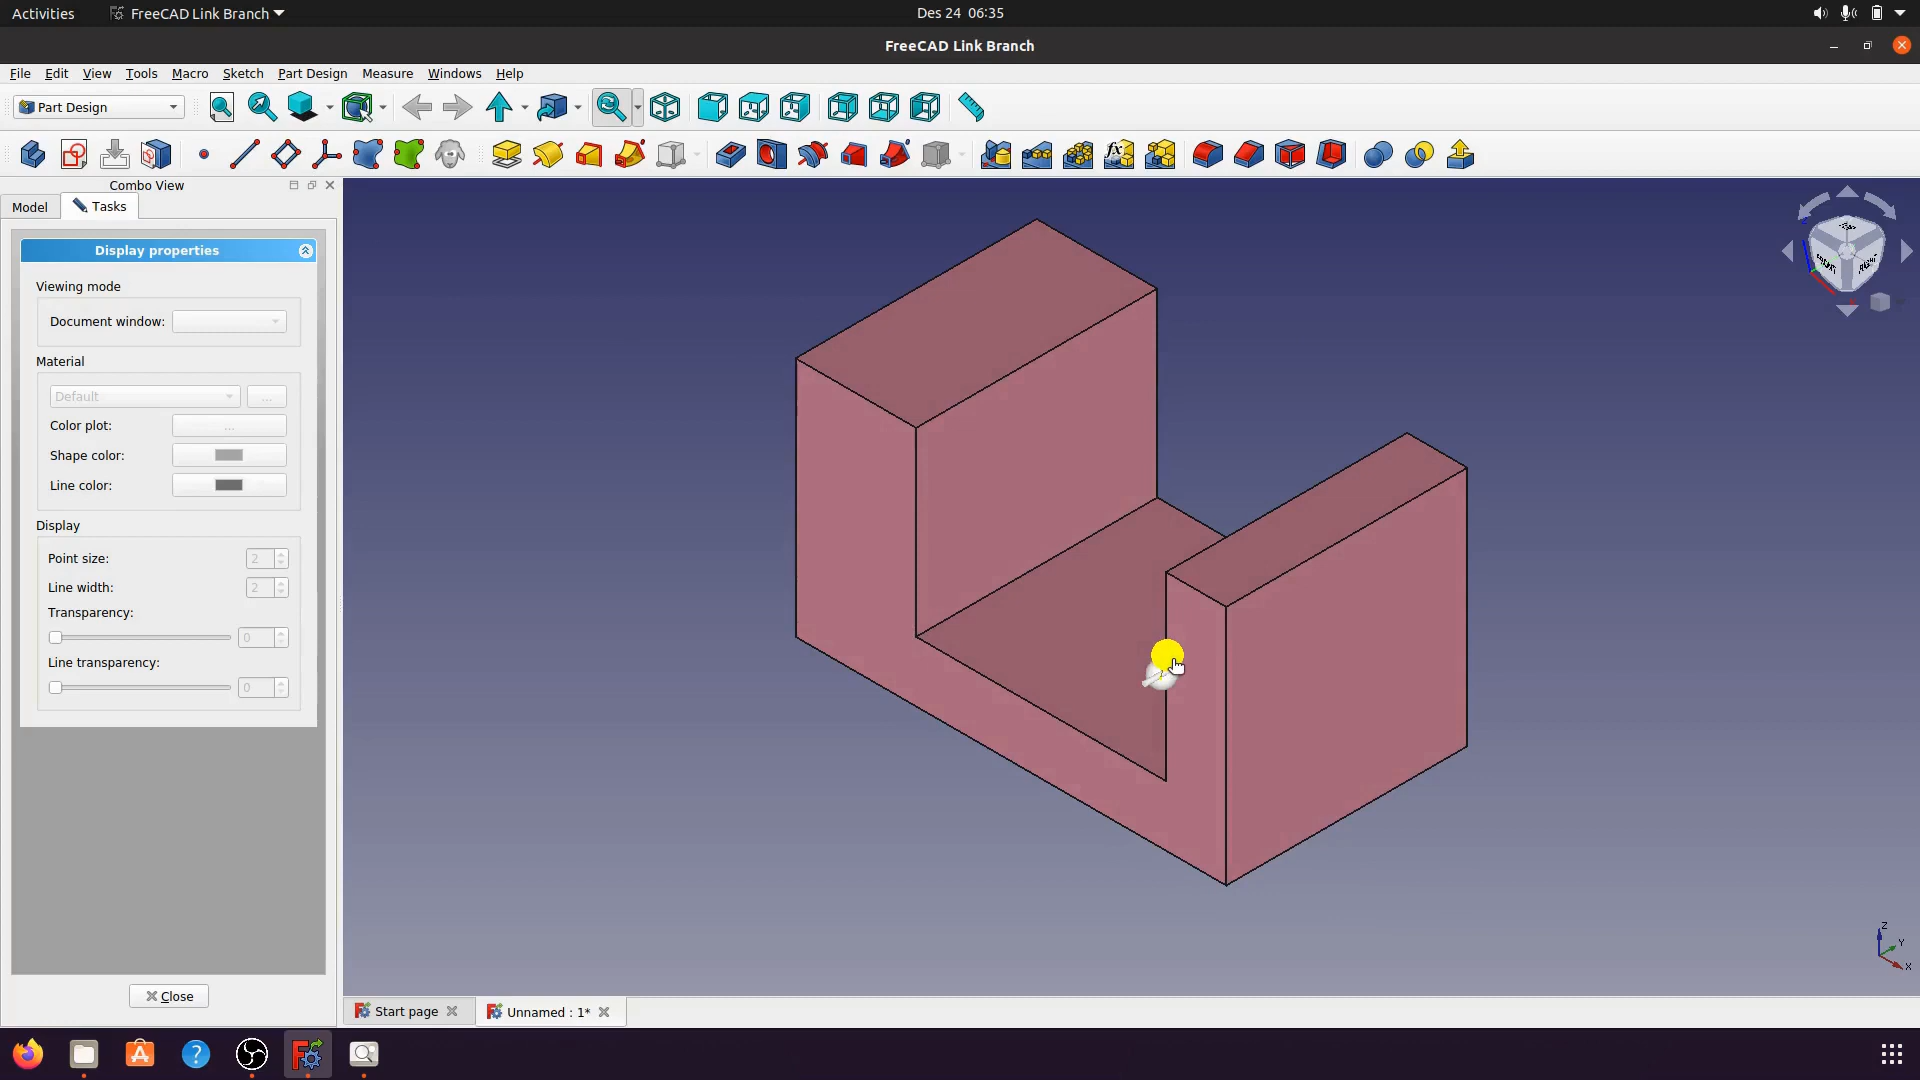 Activities FreeCAD Link Branch Des 24 06:35
FreeCAD Link Branch
File Edit View Tools Macro Sketch Part Design Measure Windows Help
Part Design
fx
Combo View
Model Tasks
Display properties
Viewing mode
Document window:
Material
Default ...
Color plot: ...
Shape color:
Line color:
Display
Point size: 2
Line width: 2
Transparency:
0
Line transparency:
0
Close
FRONT RIGHT
Z
Y
X
Start page Unnamed : 1*